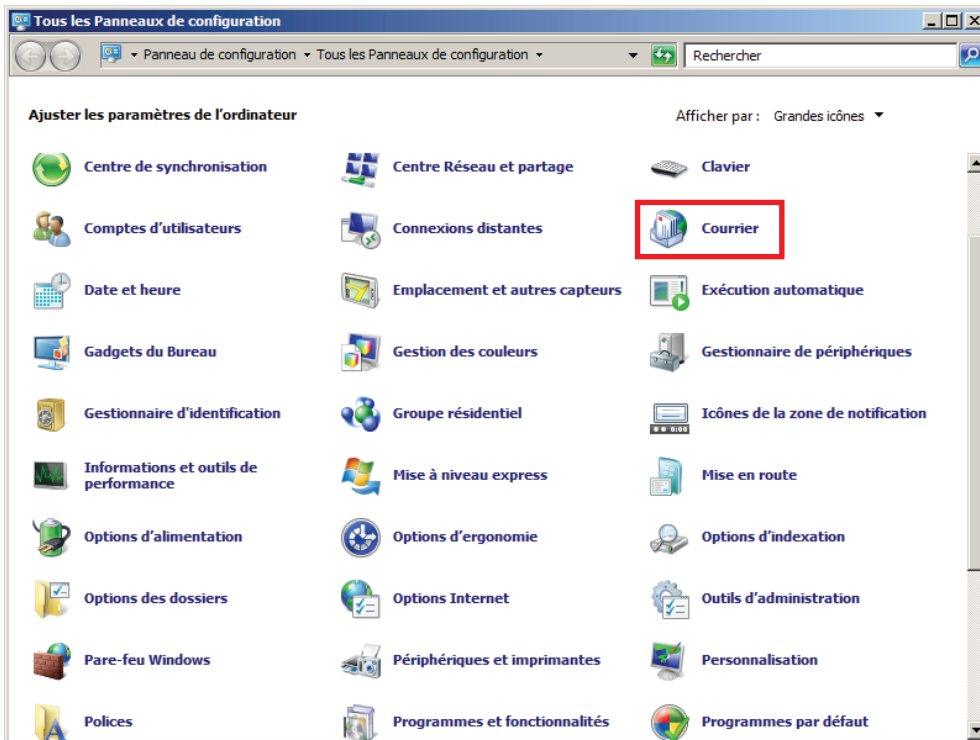 Tous les Panneaux de configuration
Panneau de configuration Tous les Panneaux de configuration Rechercher
Ajuster les paramètres de l'ordinateur Afficher par : Grandes icônes
Centre de synchronisation Centre Réseau et partage Clavier
Comptes d'utilisateurs Connexions distantes Courrier
Date et heure Emplacement et autres capteurs Exécution automatique
Gadgets du Bureau Gestion des couleurs Gestionnaire de périphériques
Gestionnaire d'identification Groupe résidentiel Icônes de la zone de notification
Informations et outils de
performance Mise à niveau express Mise en route
Options d'alimentation Options d'ergonomie Options d'indexation
Options des dossiers Options Internet Outils d'administration
Pare-feu Windows Périphériques et imprimantes Personnalisation
Polices Programmes et fonctionnalités Programmes par défaut